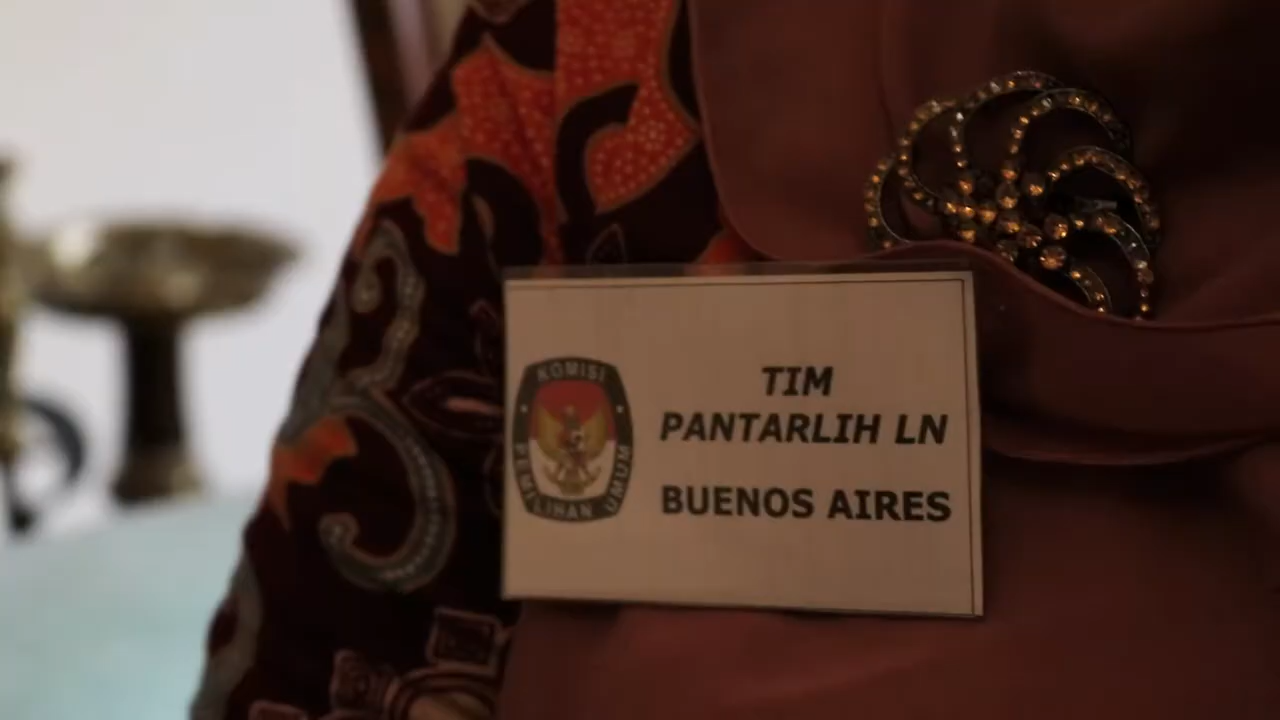 KOMISI
PEMILIHAN UMUM
TIM
PANTARLIH LN
BUENOS AIRES